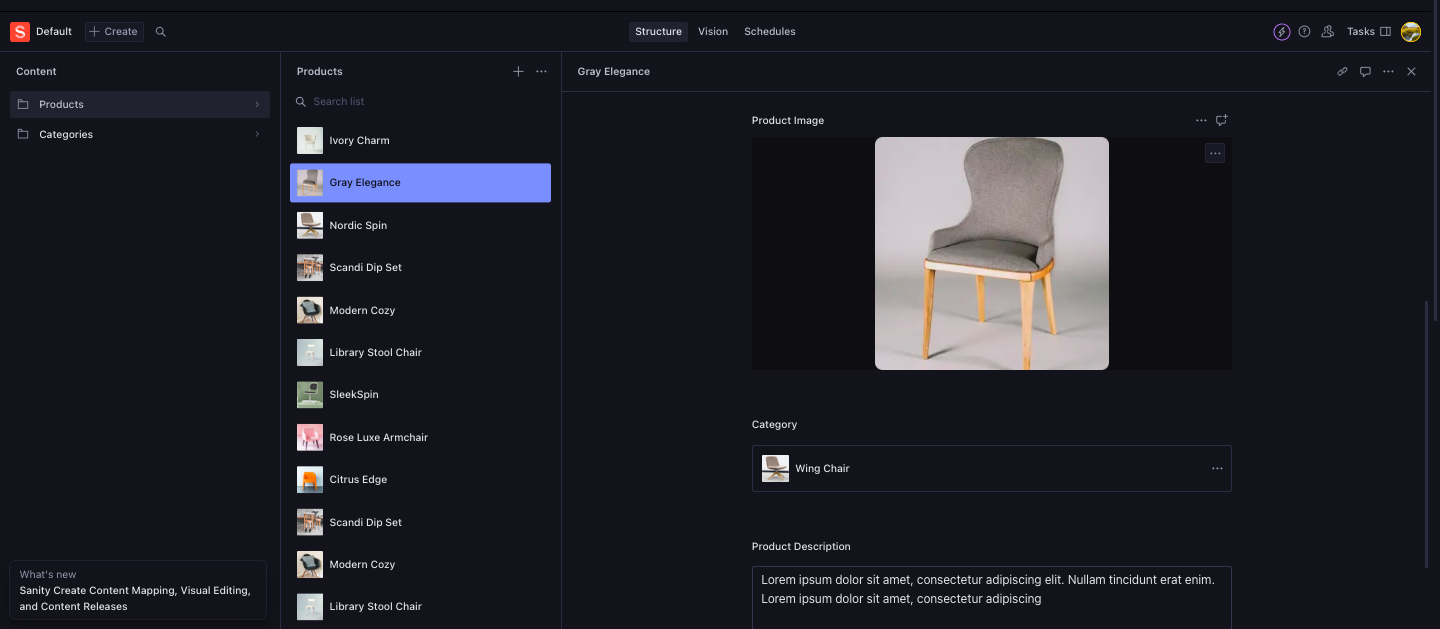 S Default
Create
Structure
Vision
Schedules
Tasks
Content
Products
Categories
What's new
Sanity Create Content Mapping, Visual Editing,
and Content Releases
Products
Search list
Ivory Charm
Gray Elegance
Nordic Spin
Scandi Dip Set
Modern Cozy
Library Stool Chair
SleekSpin
Rose Luxe Armchair
Citrus Edge
Scandi Dip Set
Modern Cozy
Library Stool Chair
Gray Elegance
Product Image
Category
Wing Chair
Product Description
Lorem ipsum dolor sit amet, consectetur adipiscing elit. Nullam tincidunt erat enim.
Lorem ipsum dolor sit amet, consectetur adipiscing